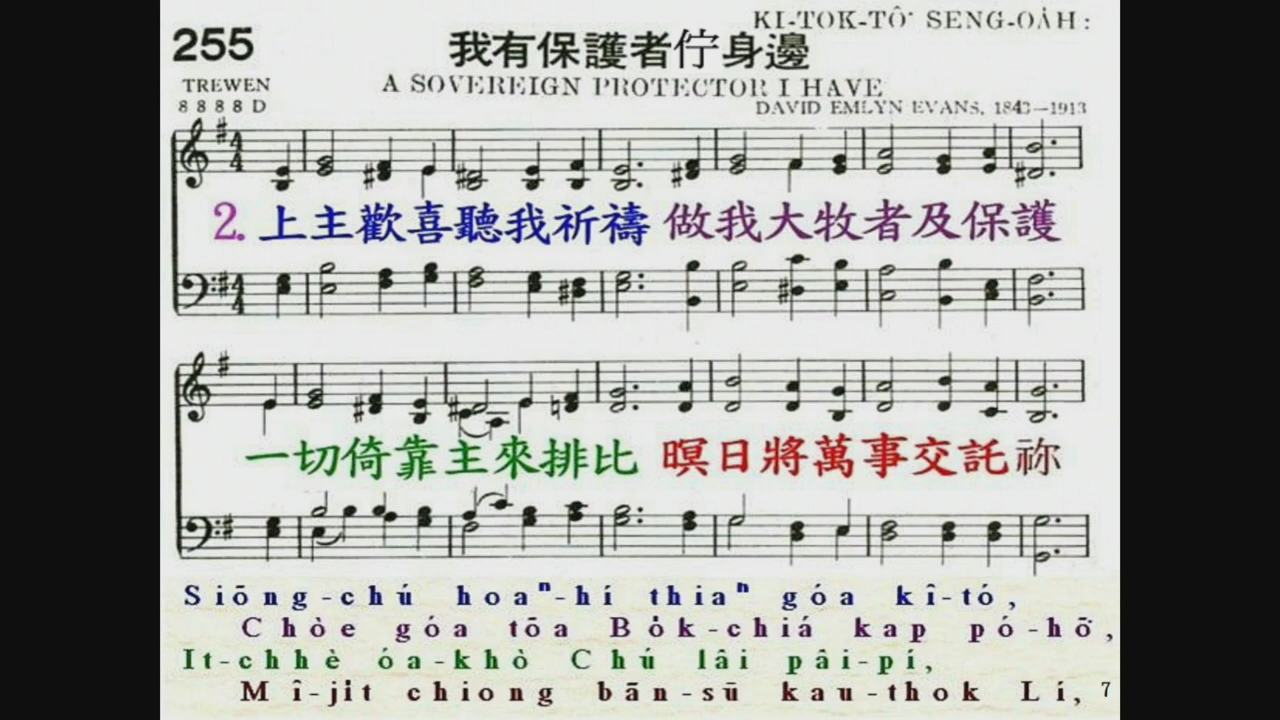 KI-TOK-TÔ͘ SENG-OA̍H:
255
我有保護者佇身邊
TREWEN
A SOVEREIGN PROTECTOR I HAVE
8 8 8 8 D
DAVID EMLYN EVANS, 1843—1913
2. 上主歡喜聽我祈禱 做我大牧者及保護
一切倚靠主來排比 暝日將萬事交託祢
Siōng-chú hoaⁿ-hí thiaⁿ góa kî-tó,
Chòe góa tōa Bo̍k-chiá kap pó-hō͘,
It-chhè óa-khò Chú lâi pâi-pí,
Mî-ji̍t chiong bān-sū kau-thok Lí,
7